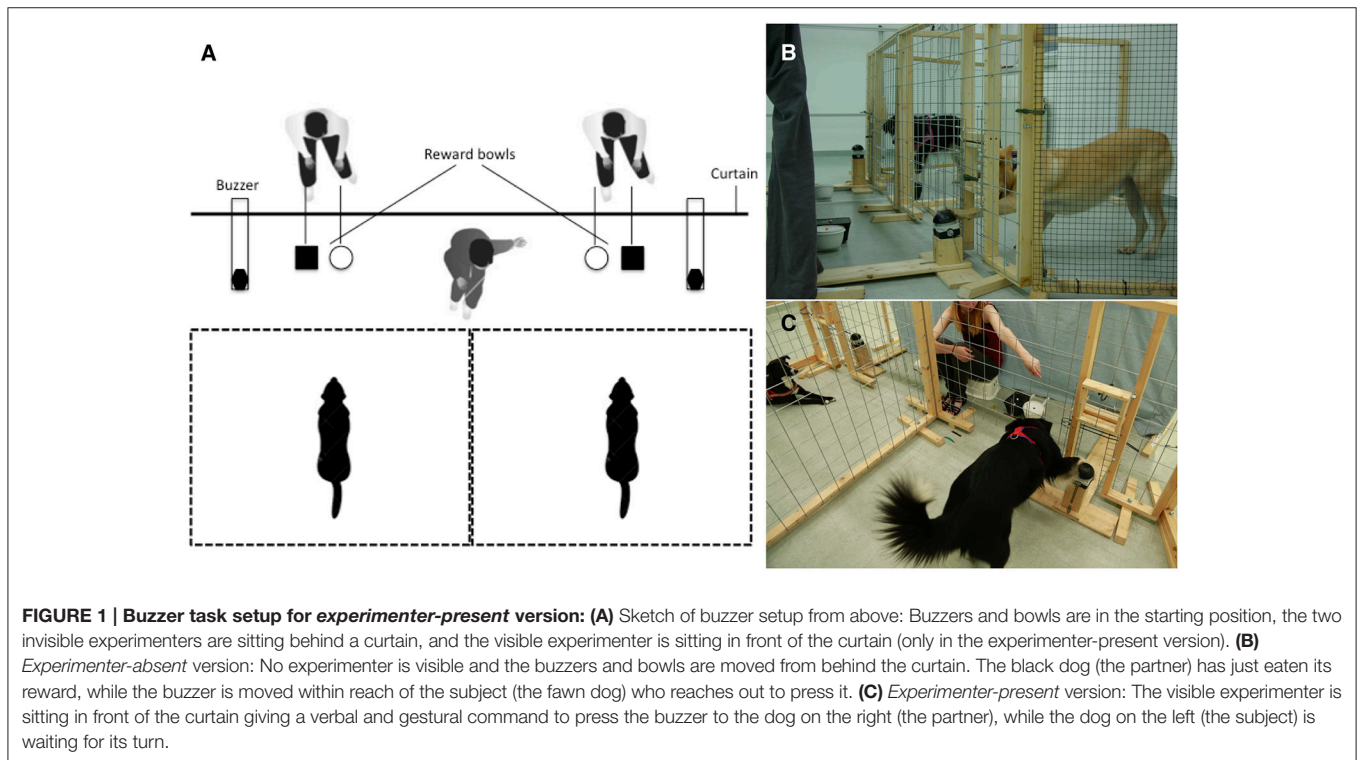 A
B
Reward bowls
Buzzer
Curtain
C
FIGURE 1 | Buzzer task setup for experimenter-present version: (A) Sketch of buzzer setup from above: Buzzers and bowls are in the starting position, the two
invisible experimenters are sitting behind a curtain, and the visible experimenter is sitting in front of the curtain (only in the experimenter-present version). (B)
Experimenter-absent version: No experimenter is visible and the buzzers and bowls are moved from behind the curtain. The black dog (the partner) has just eaten its
reward, while the buzzer is moved within reach of the subject (the fawn dog) who reaches out to press it. (C) Experimenter-present version: The visible experimenter is
sitting in front of the curtain giving a verbal and gestural command to press the buzzer to the dog on the right (the partner), while the dog on the left (the subject) is
waiting for its turn.